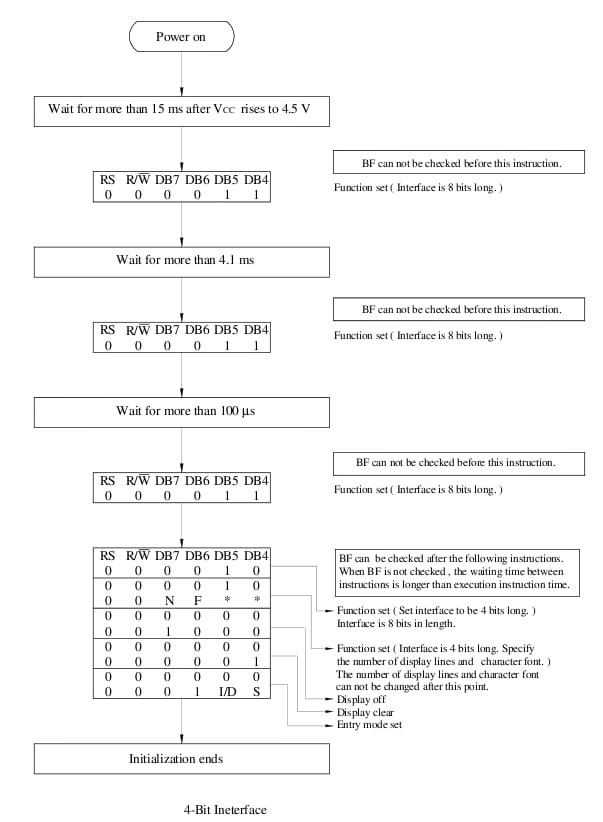 Power on
Wait for more than 15 ms after Vcc rises to 4.5 V
BF can not be checked before this instruction.
RS R/W̅ DB7 DB6 DB5 DB4
Function set ( Interface is 8 bits long. )
0 0 0 0 1 1
Wait for more than 4.1 ms
BF can not be checked before this instruction.
RS R/W̅ DB7 DB6 DB5 DB4
Function set ( Interface is 8 bits long. )
0 0 0 0 1 1
Wait for more than 100 µs
BF can not be checked before this instruction.
RS R/W̅ DB7 DB6 DB5 DB4
Function set ( Interface is 8 bits long. )
0 0 0 0 1 1
RS R/W̅ DB7 DB6 DB5 DB4
0 0 0 0 1 0
0 0 0 0 1 0
0 0 N F * *
0 0 0 0 0 0
0 0 1 0 0 0
0 0 0 0 0 0
0 0 0 0 0 1
0 0 0 0 0 0
0 0 0 1 I/D S
BF can be checked after the following instructions.
When BF is not checked , the waiting time between
instructions is longer than execution instruction time.
Function set ( Set interface to be 4 bits long. )
Interface is 8 bits in length.
Function set ( Interface is 4 bits long. Specify
the number of display lines and character font. )
The number of display lines and character font
can not be changed after this point.
Display off
Display clear
Entry mode set
Initialization ends
4-Bit Ineterface